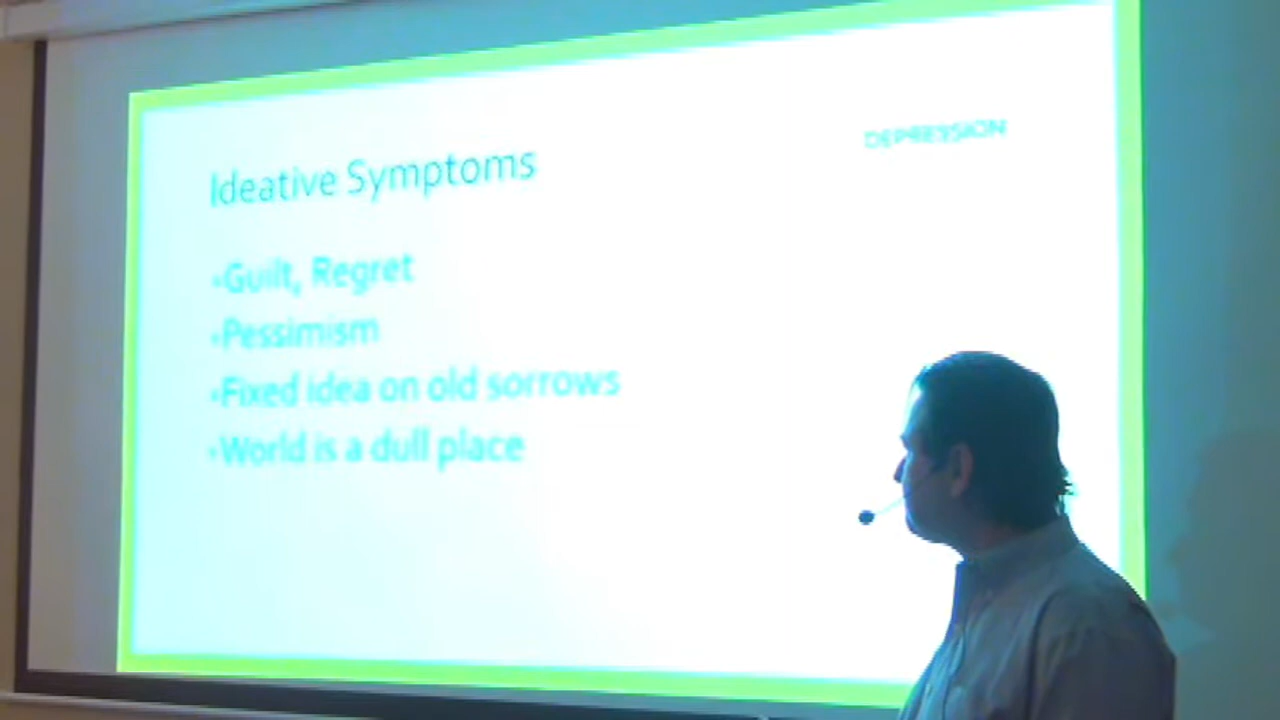 DEPRESSION
Ideative Symptoms
•Guilt, Regret
•Pessimism
•Fixed idea on old sorrows
•World is a dull place